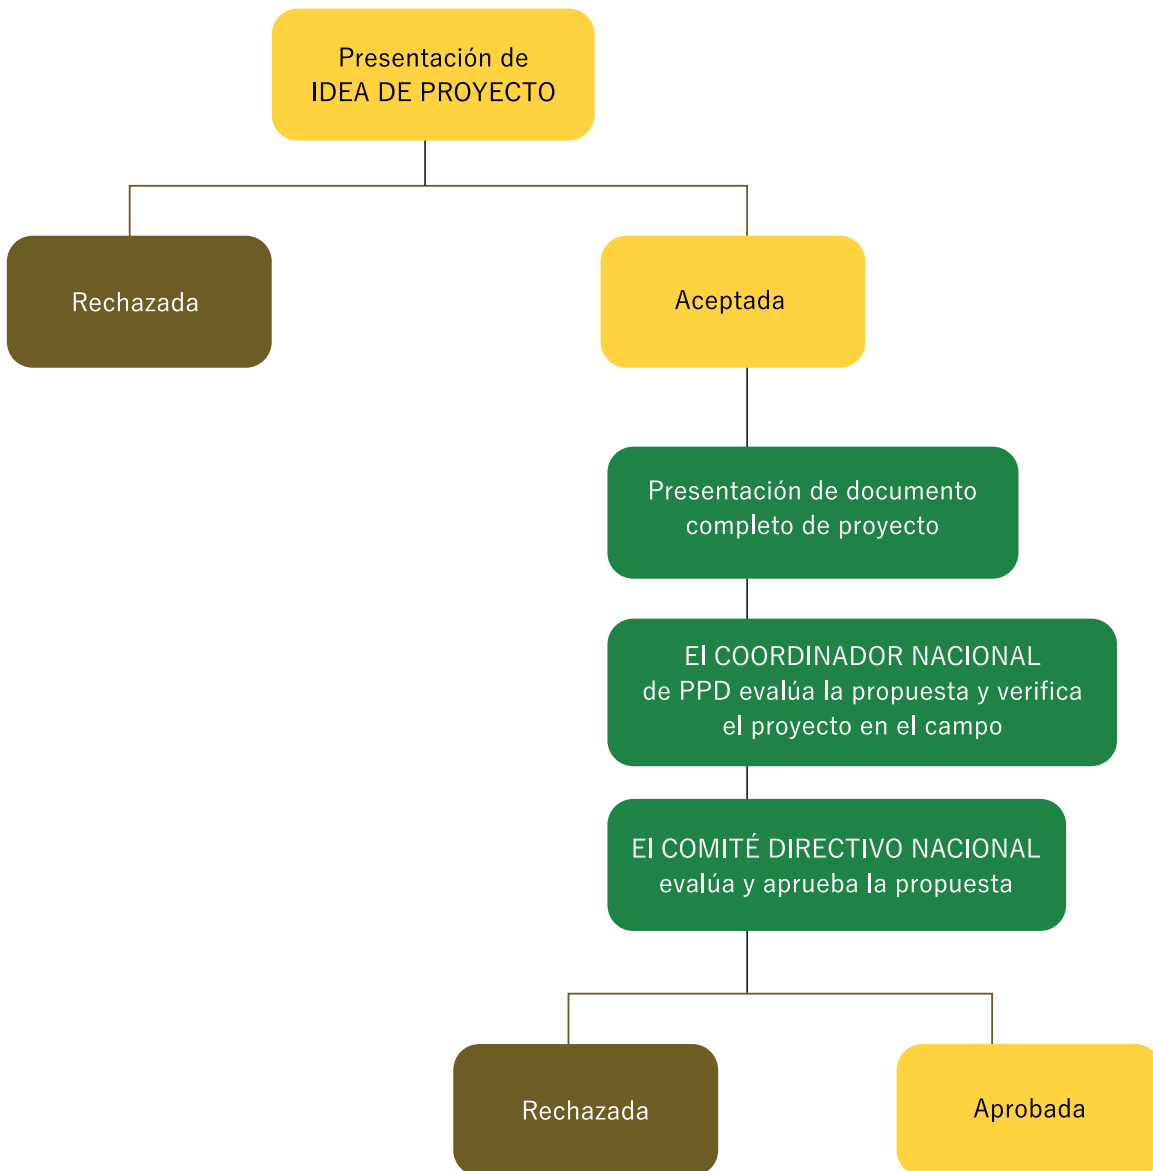 Presentación de
IDEA DE PROYECTO
Rechazada
Aceptada
Presentación de documento
completo de proyecto
El COORDINADOR NACIONAL
de PPD evalúa la propuesta y verifica
el proyecto en el campo
El COMITÉ DIRECTIVO NACIONAL
evalúa y aprueba la propuesta
Rechazada
Aprobada